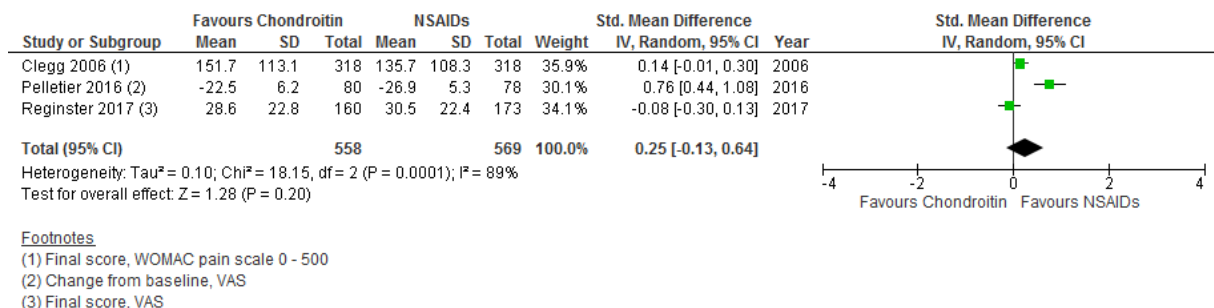 Favours Chondroitin NSAIDs Std. Mean Difference Std. Mean Difference
Study or Subgroup Mean SD Total Mean SD Total Weight IV, Random, 95% CI Year IV, Random, 95% CI
Clegg 2006 (1) 151.7 113.1 318 135.7 108.3 318 35.9% 0.14 [-0.01, 0.30] 2006
Pelletier 2016 (2) -22.5 6.2 80 -26.9 5.3 78 30.1% 0.76 [0.44, 1.08] 2016
Reginster 2017 (3) 28.6 22.8 160 30.5 22.4 173 34.1% -0.08 [-0.30, 0.13] 2017
Total (95% CI) 558 569 100.0% 0.25 [-0.13, 0.64]
Heterogeneity: Tau² = 0.10; Chi² = 18.15, df = 2 (P = 0.0001); I² = 89%
Test for overall effect: Z = 1.28 (P = 0.20)
-4 -2 0 2 4
Favours Chondroitin Favours NSAIDs
Footnotes
(1) Final score, WOMAC pain scale 0 - 500
(2) Change from baseline, VAS
(3) Final score, VAS